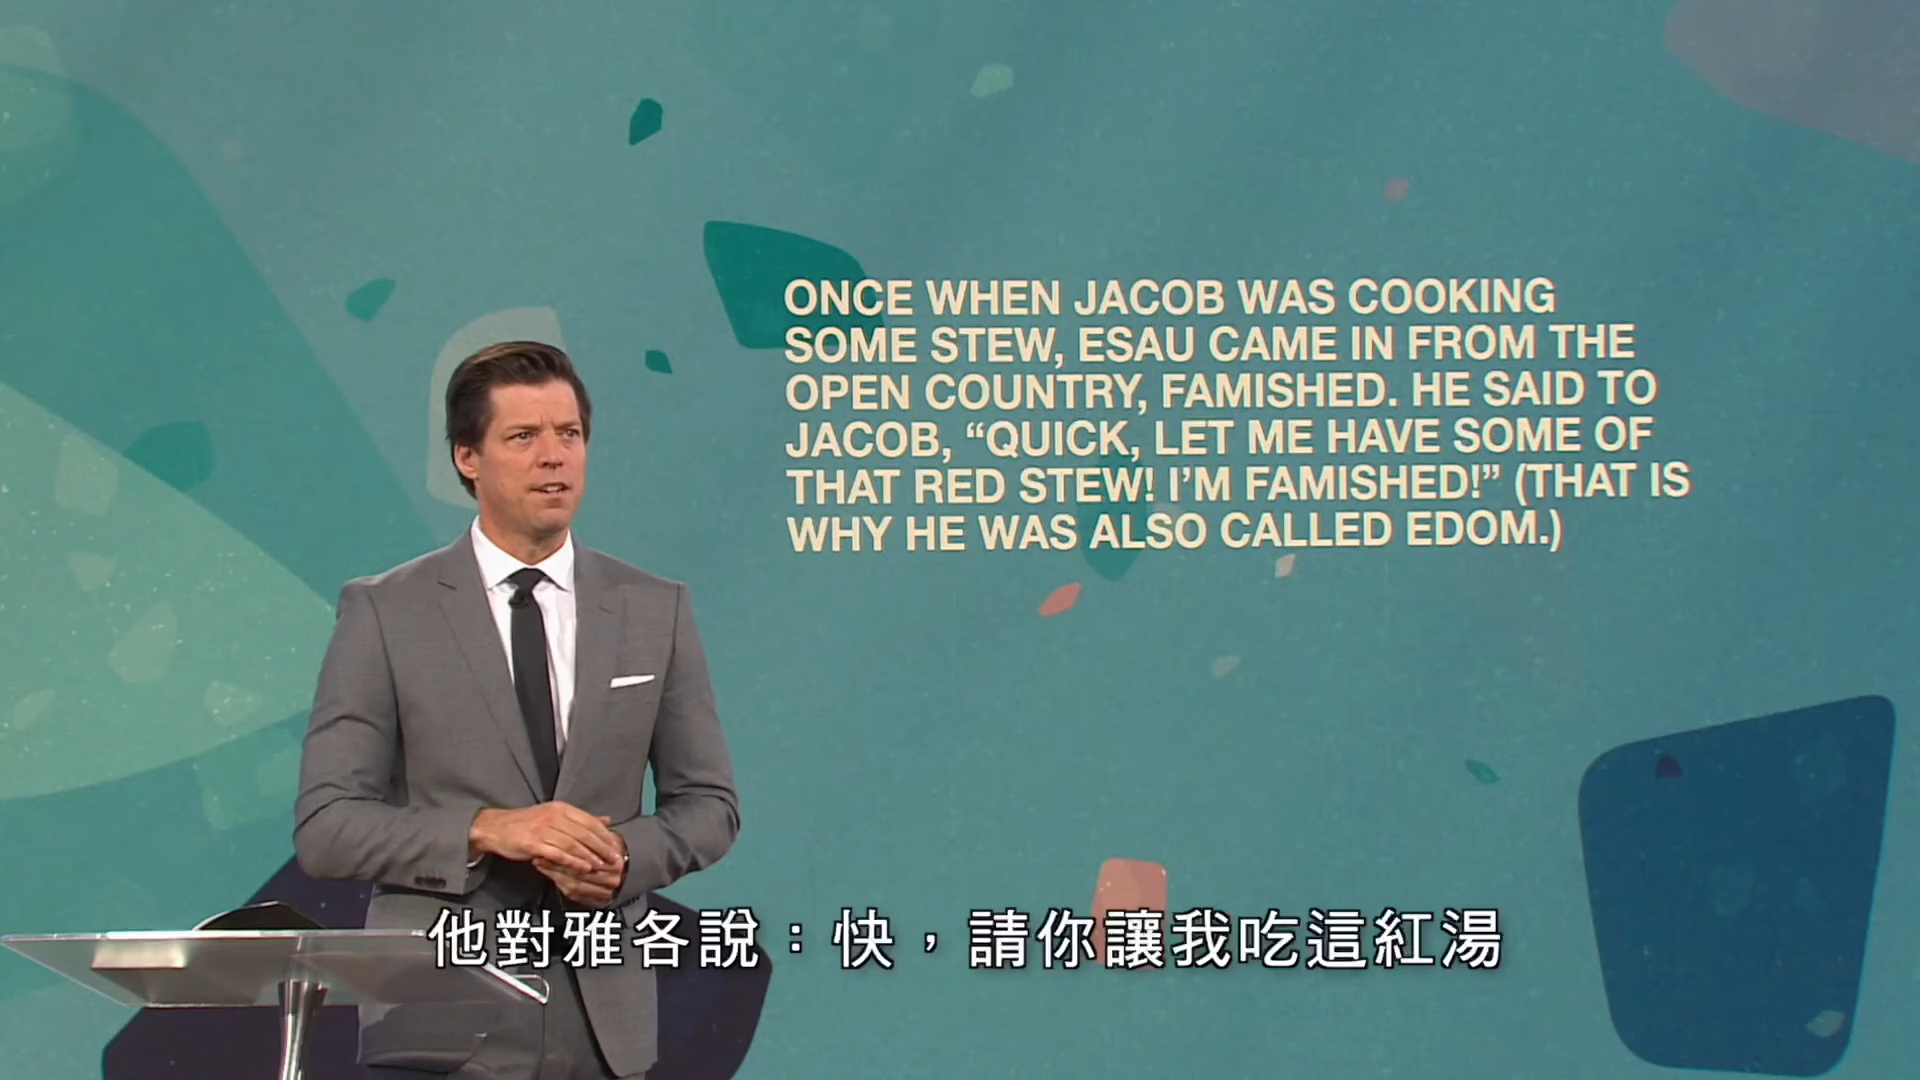 ONCE WHEN JACOB WAS COOKING
SOME STEW, ESAU CAME IN FROM THE
OPEN COUNTRY, FAMISHED. HE SAID TO
JACOB, “QUICK, LET ME HAVE SOME OF
THAT RED STEW! I’M FAMISHED!” (THAT IS
WHY HE WAS ALSO CALLED EDOM.)
他對雅各說：快，請你讓我吃這紅湯